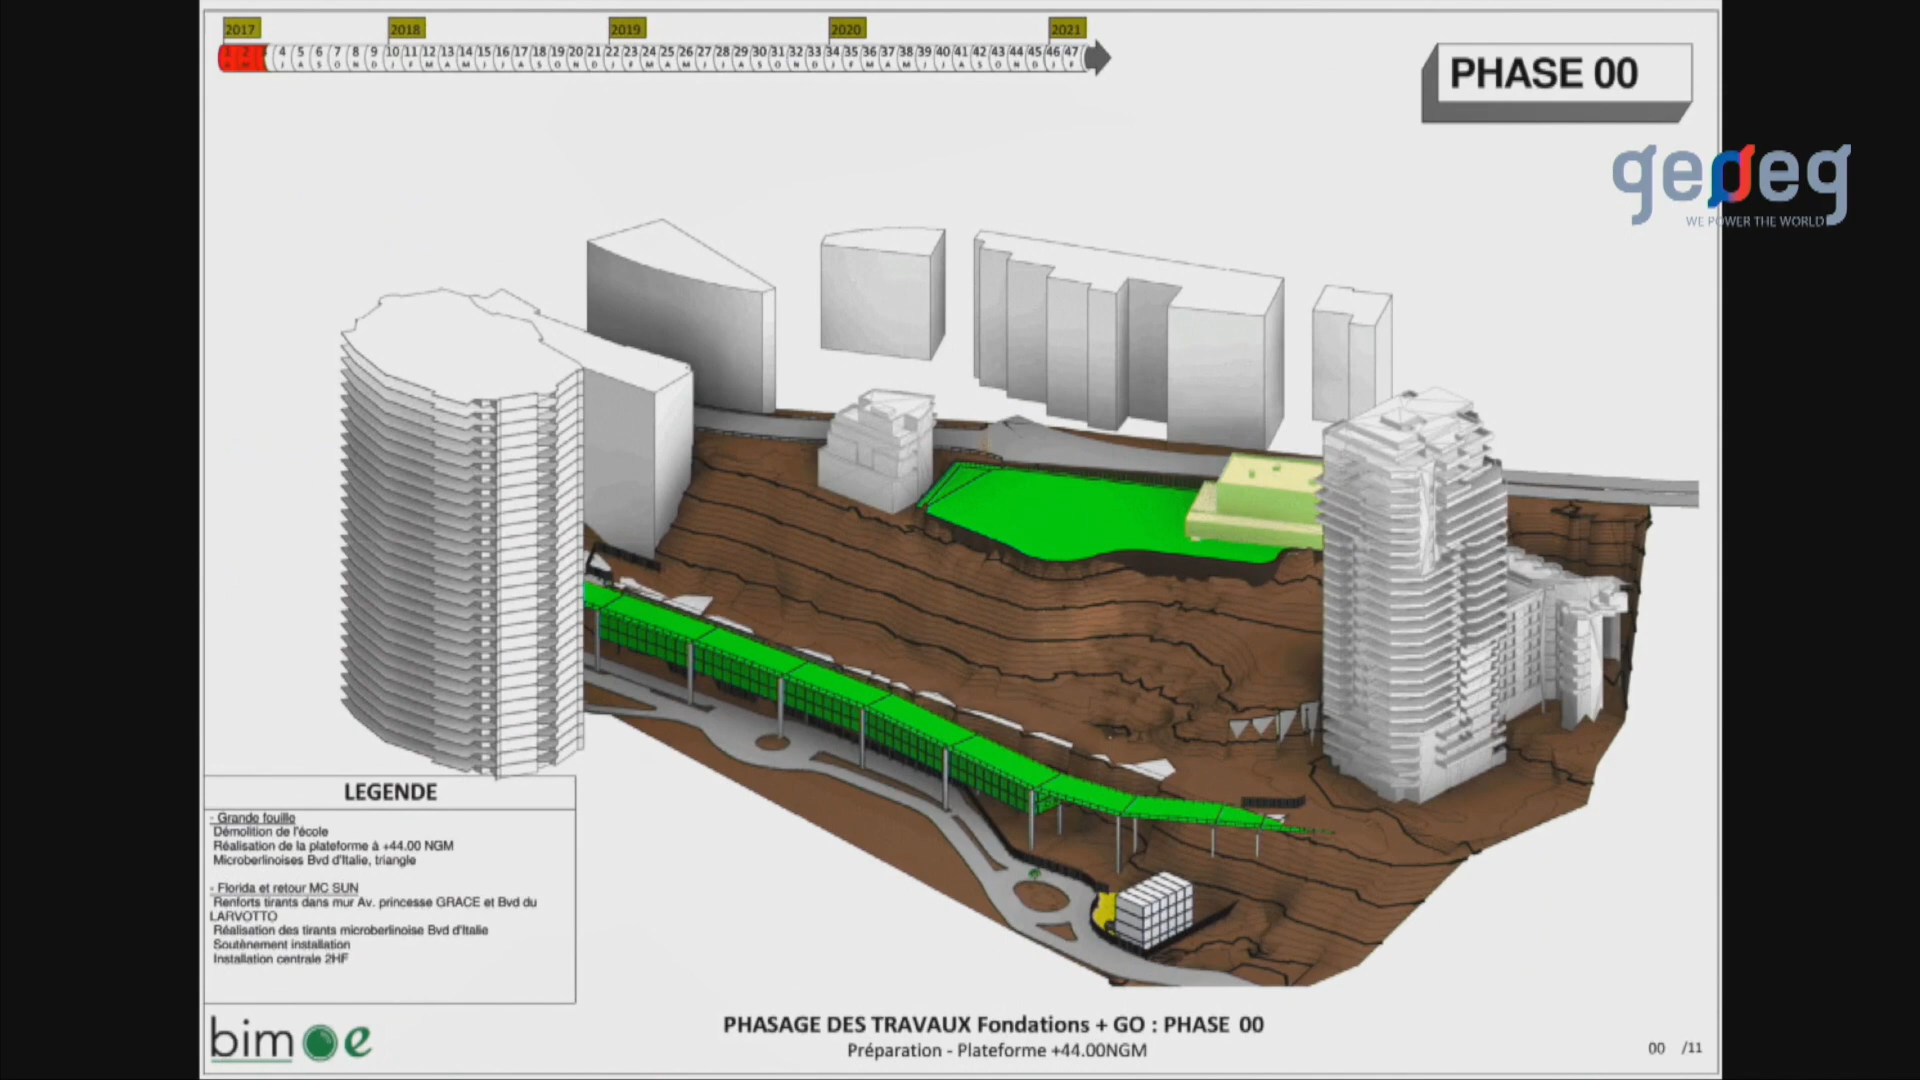 2017 2018 2019 2020 2021
4 5 6 7 8 9 10 11 12 13 14 15 16 17 18 19 20 21 22 23 24 25 26 27 28 29 30 31 32 33 34 35 36 37 38 39 40 41 42 43 44 45 46 47
PHASE 00
gedeg
WE POWER THE WORLD
LEGENDE
- Grande fouille
Démolition de l'école
Réalisation de la plateforme à +44.00 NGM
Microberlinoises Bvd d'Italie, triangle
- Florida et retour MC SUN
Renforts tirants dans mur Av. princesse GRACE et Bvd du
LARVOTTO
Réalisation des tirants microberlinoise Bvd d'Italie
Soutènement installation
Installation centrale 2HF
bim e
PHASAGE DES TRAVAUX Fondations + GO : PHASE 00
Préparation - Plateforme +44.00NGM
00 /11